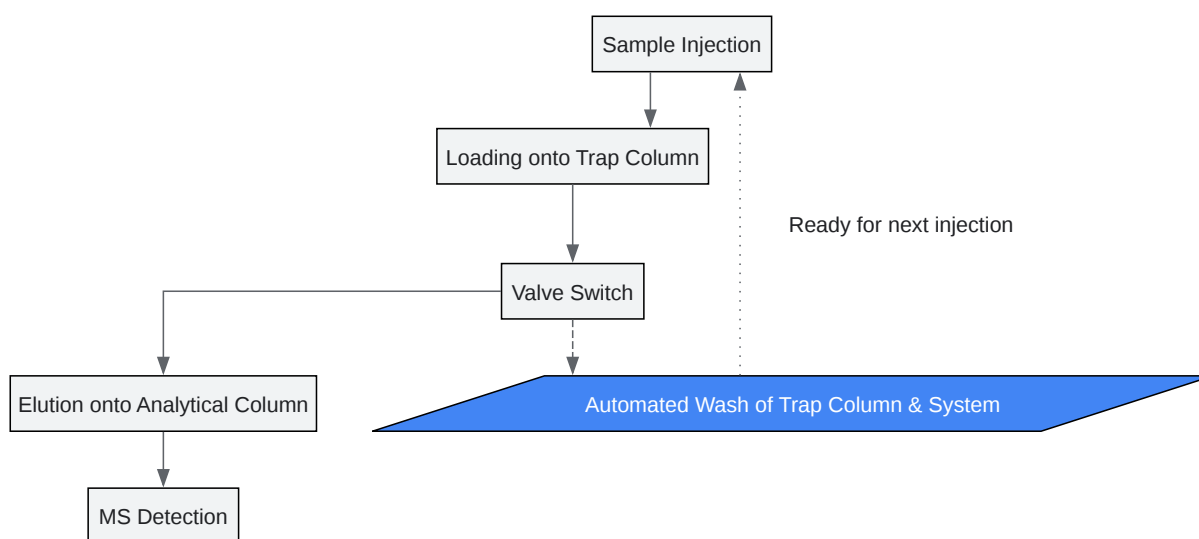 Sample Injection
Loading onto Trap Column
Ready for next injection
Valve Switch
Elution onto Analytical Column
Automated Wash of Trap Column & System
MS Detection